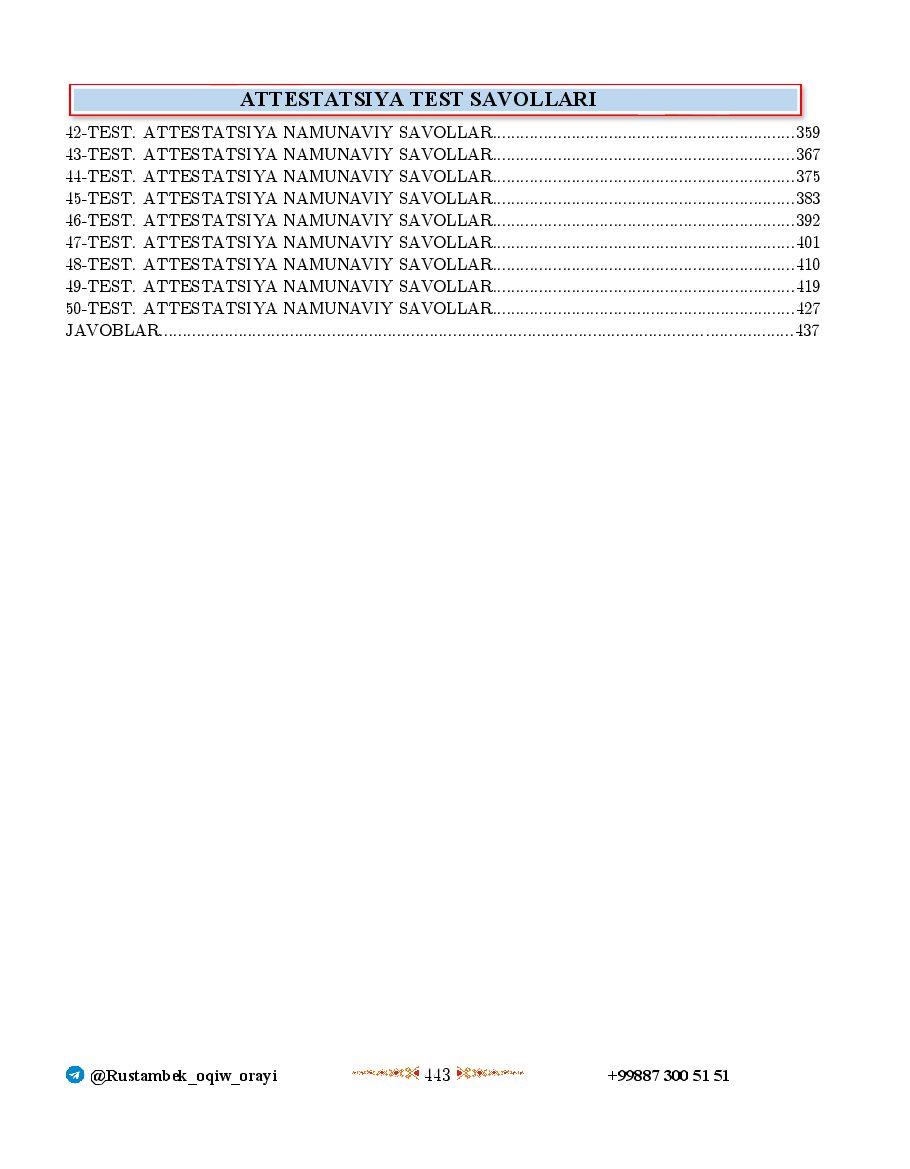 ATTESTATSIYA TEST SAVOLLARI
42-TEST. ATTESTATSIYA NAMUNAVIY SAVOLLAR..................................................................359
43-TEST. ATTESTATSIYA NAMUNAVIY SAVOLLAR..................................................................367
44-TEST. ATTESTATSIYA NAMUNAVIY SAVOLLAR..................................................................375
45-TEST. ATTESTATSIYA NAMUNAVIY SAVOLLAR..................................................................383
46-TEST. ATTESTATSIYA NAMUNAVIY SAVOLLAR..................................................................392
47-TEST. ATTESTATSIYA NAMUNAVIY SAVOLLAR..................................................................401
48-TEST. ATTESTATSIYA NAMUNAVIY SAVOLLAR..................................................................410
49-TEST. ATTESTATSIYA NAMUNAVIY SAVOLLAR..................................................................419
50-TEST. ATTESTATSIYA NAMUNAVIY SAVOLLAR..................................................................427
JAVOBLAR..........................................................................................................................................437
@Rustambek_oqiw_orayi 443 +99887 300 51 51